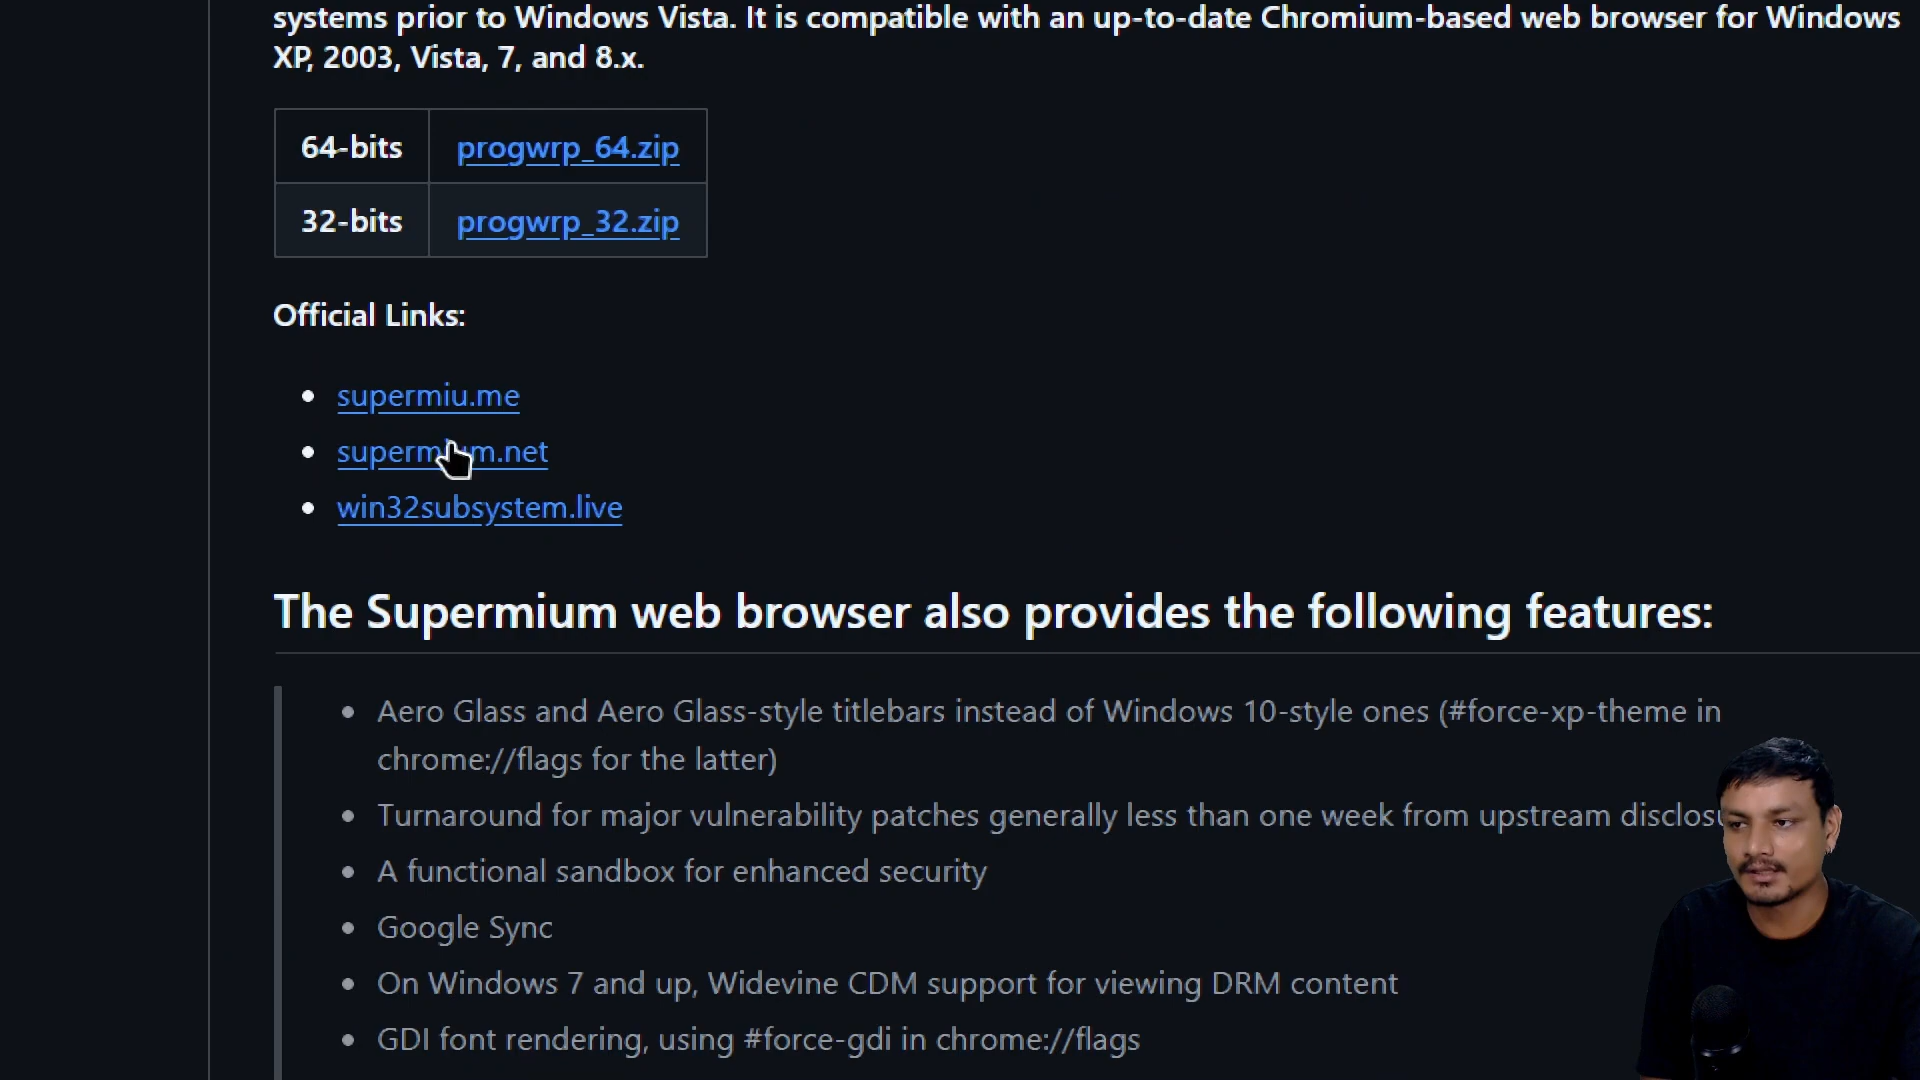 systems prior to Windows Vista. It is compatible with an up-to-date Chromium-based web browser for Windows
XP, 2003, Vista, 7, and 8.x.
64-bits progwrp_64.zip
32-bits progwrp_32.zip
Official Links:
supermiu.me
supermium.net
win32subsystem.live
The Supermium web browser also provides the following features:
Aero Glass and Aero Glass-style titlebars instead of Windows 10-style ones (#force-xp-theme in
chrome://flags for the latter)
Turnaround for major vulnerability patches generally less than one week from upstream
A functional sandbox for enhanced security
Google Sync
On Windows 7 and up, Widevine CDM support for viewing DRM content
GDI font rendering, using #force-gdi in chrome://flags